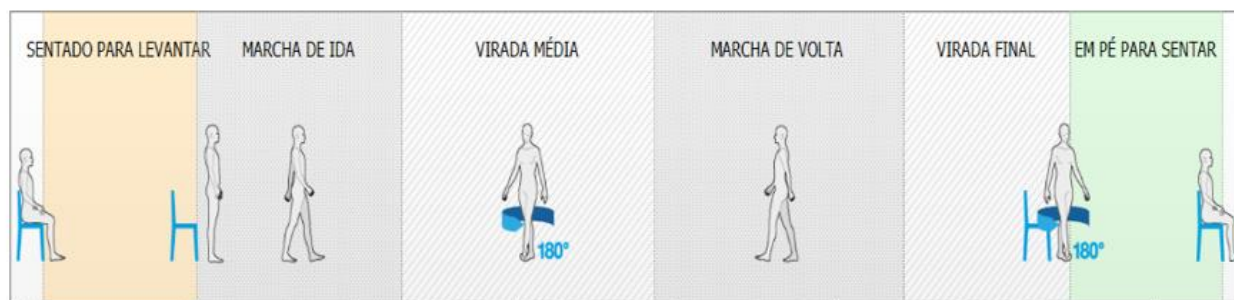 SENTADO PARA LEVANTAR
MARCHA DE IDA
VIRADA MÉDIA
MARCHA DE VOLTA
VIRADA FINAL
EM PÉ PARA SENTAR
180°
180°